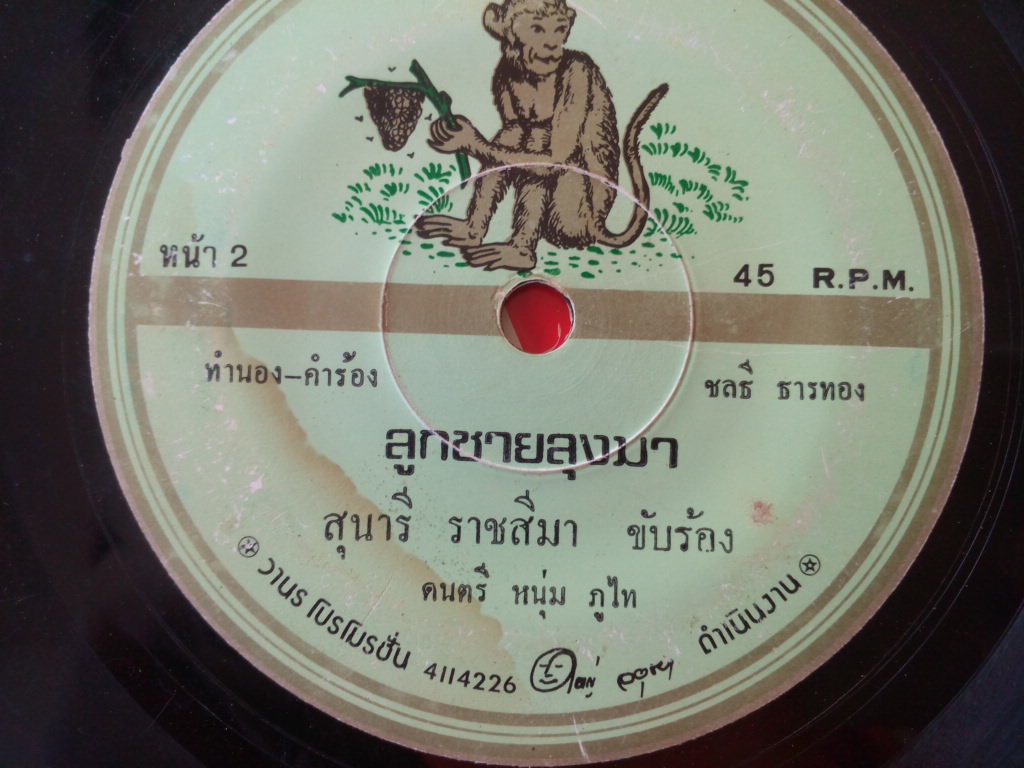 หน้า 2
45 R.P.M.
ทำนอง-คำร้อง
ชลธี ธารทอง
ลูกชายลุงมา
สุนารี ราชสีมา ขับร้อง
ดนตรี หนุ่ม ภูไท
วานร โปรโมรชั่น 4114226 ดำเนินงาน